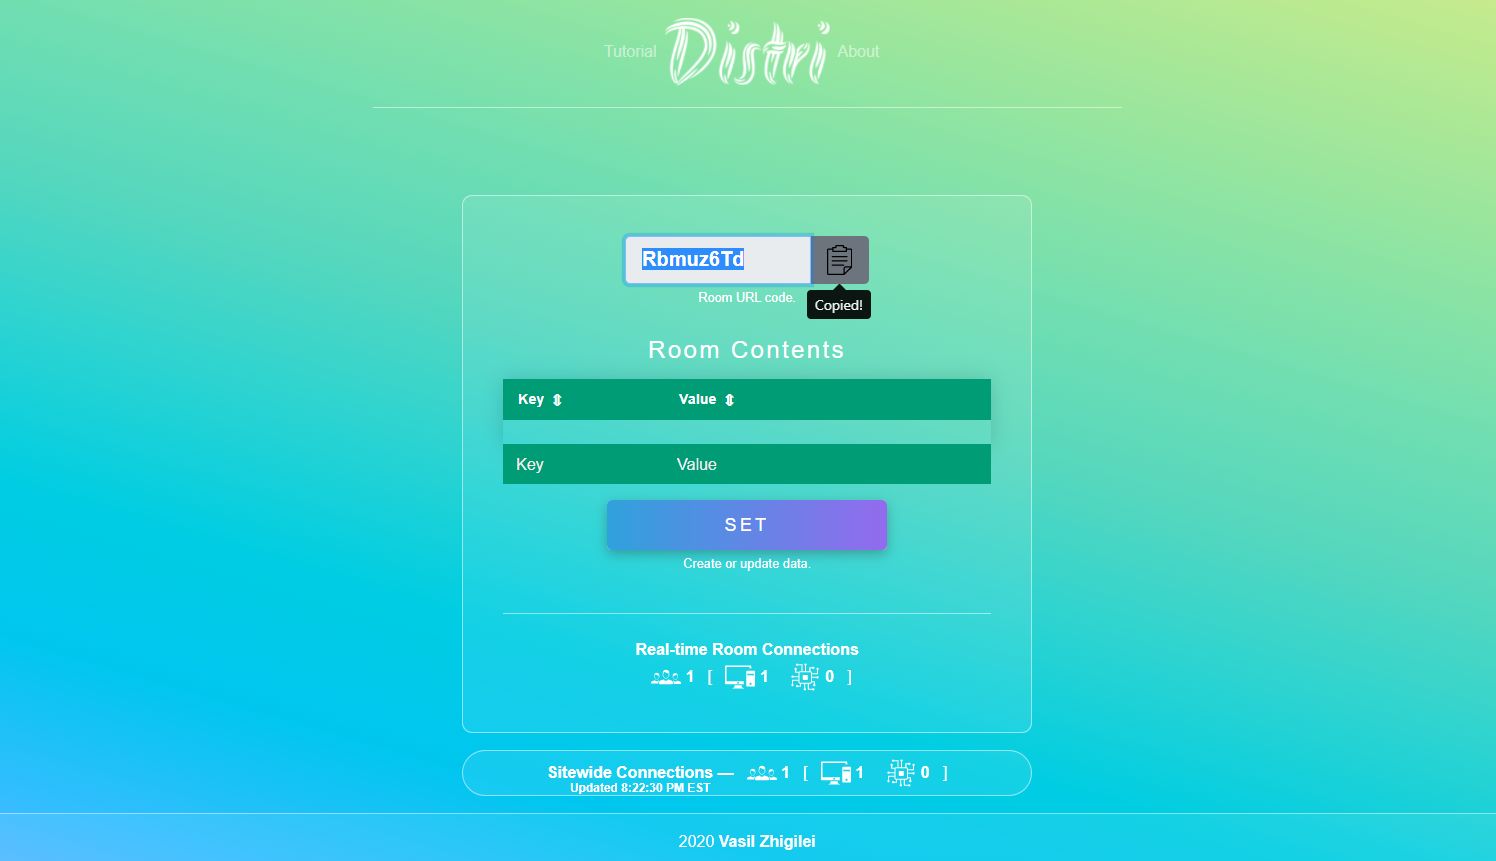 Tutorial Distri About
Rbmuz6Td
Room URL code.
Copied!
Room Contents
Key Value
Key Value
SET
Create or update data.
Real-time Room Connections
1 [ 1 0 ]
Sitewide Connections — 1 [ 1 0 ]
Updated 8:22:30 PM EST
2020 Vasil Zhigilei